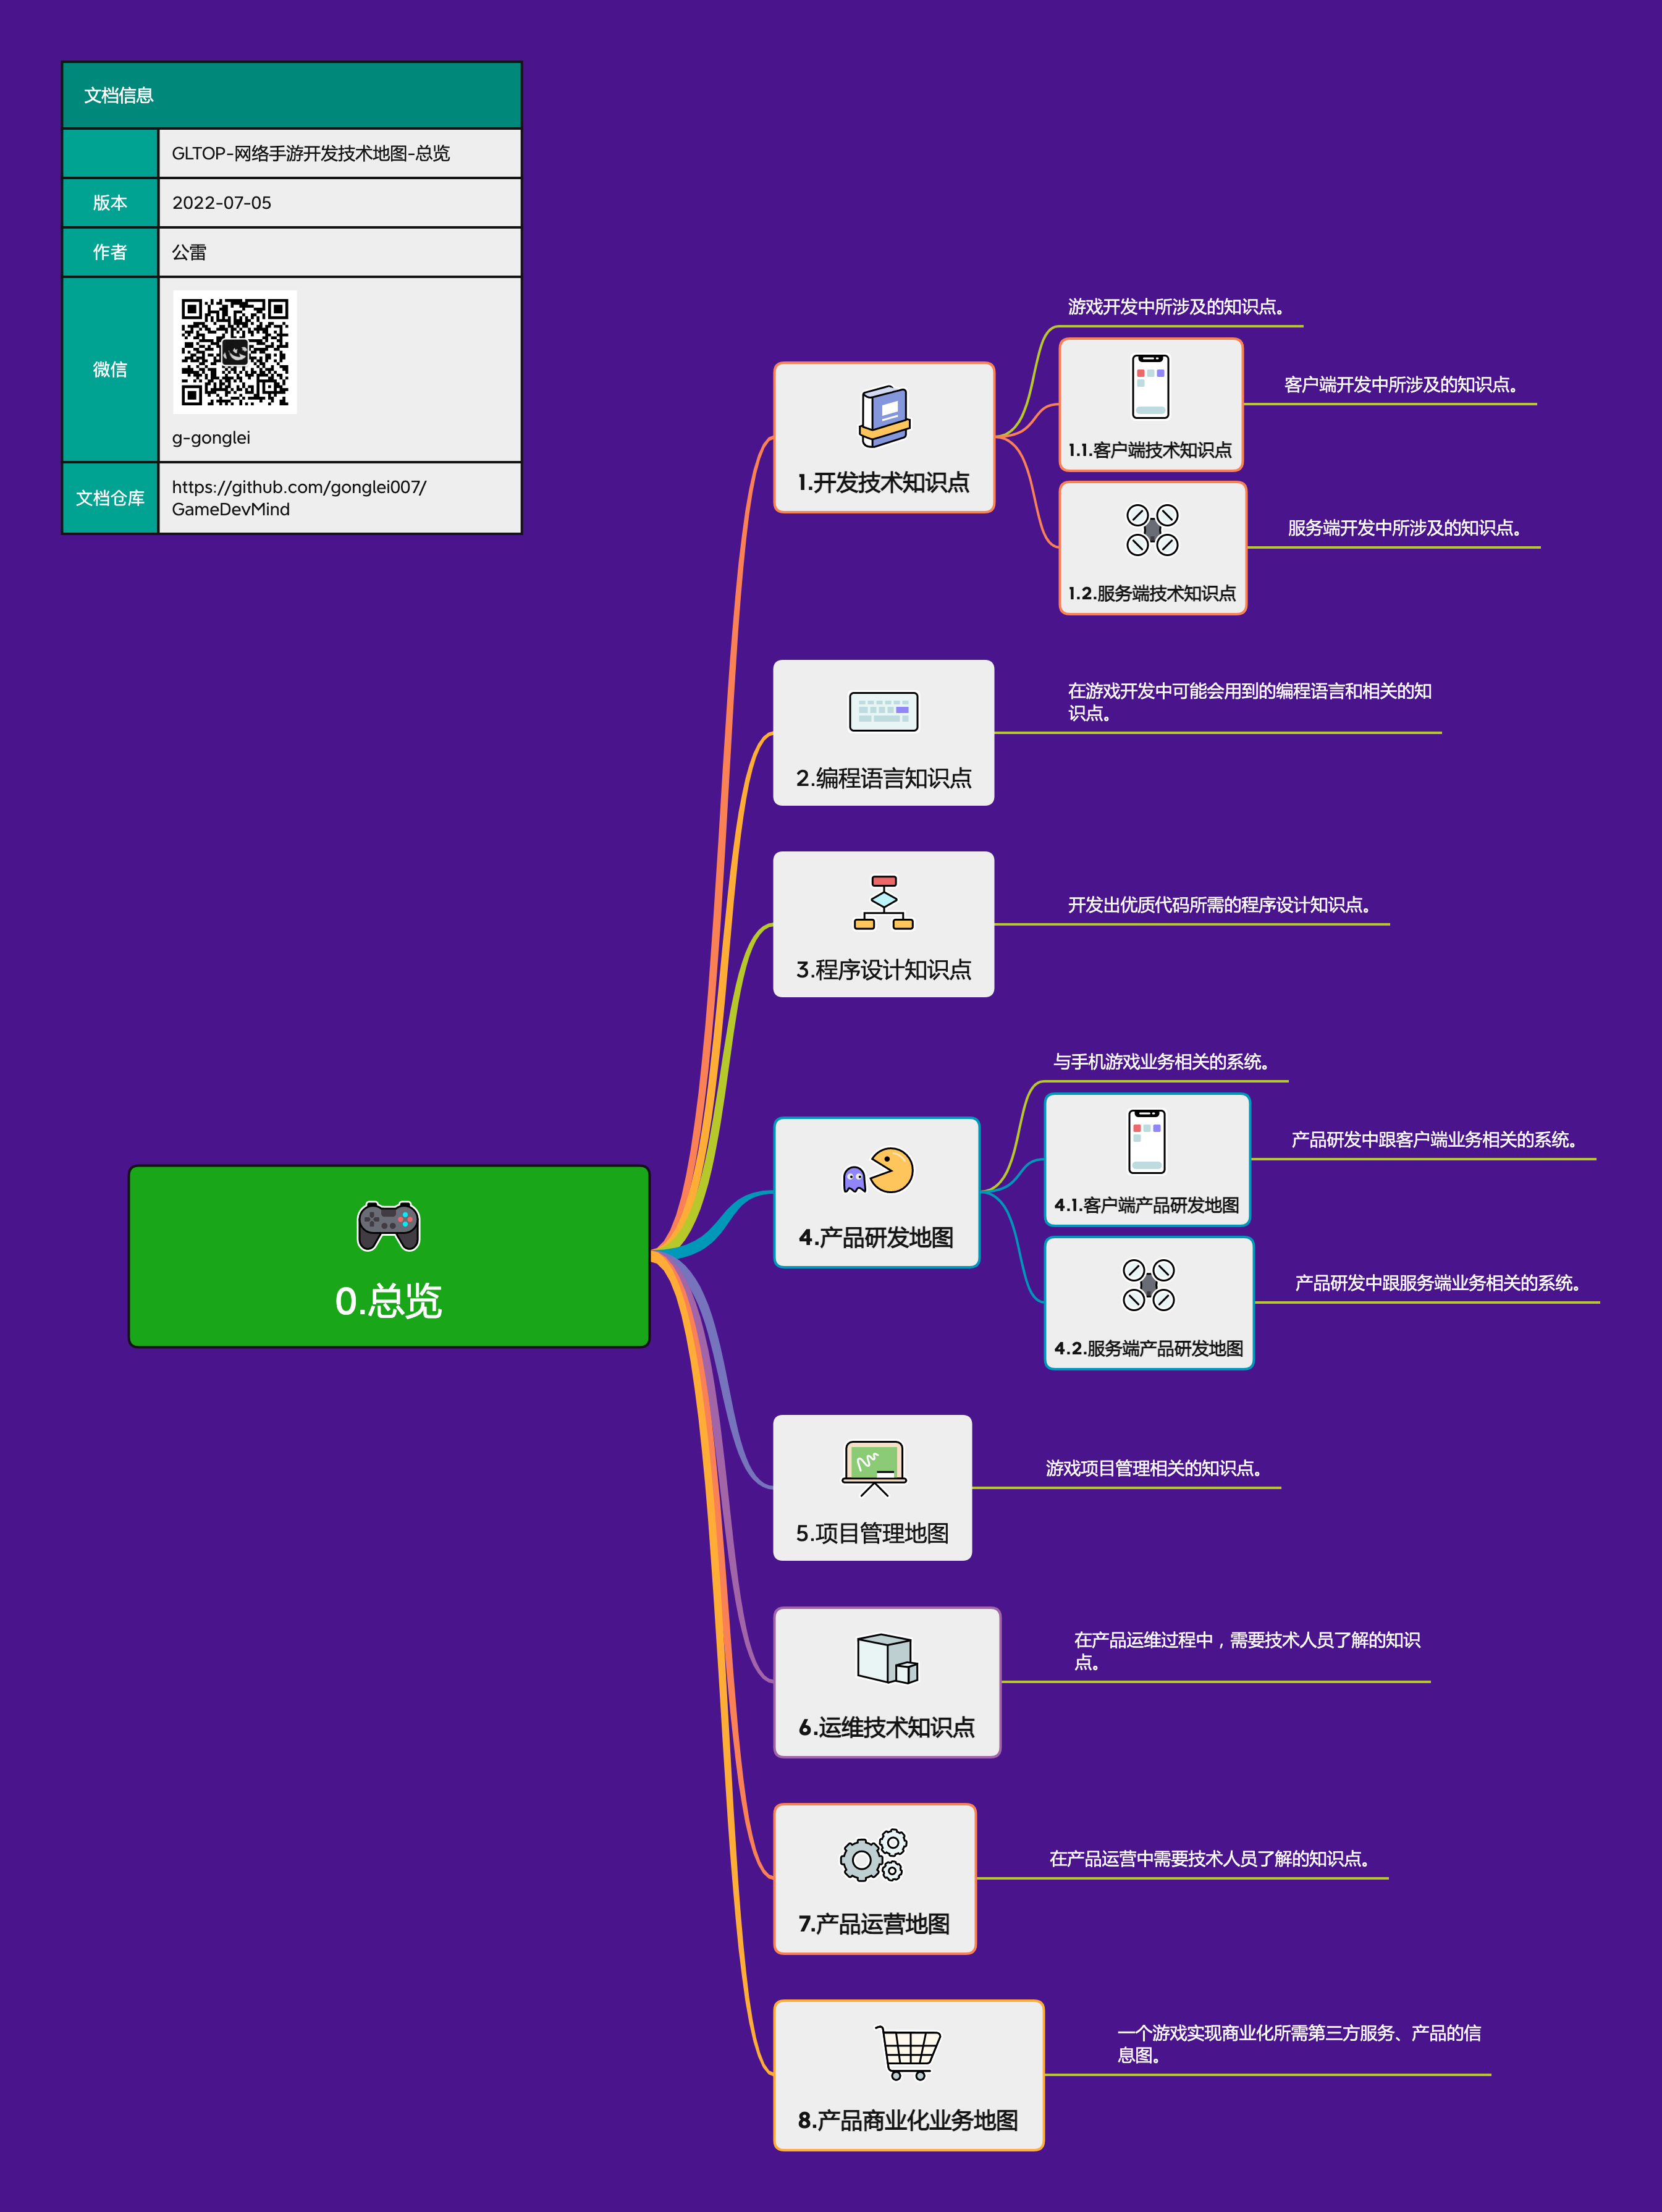 文档信息
GLTOP-网络手游开发技术地图-总览
版本
2022-07-05
作者
公雷
微信
g-gonglei
文档仓库
https://github.com/gonglei007/
GameDevMind
0.总览
1.开发技术知识点
游戏开发中所涉及的知识点。
1.1.客户端技术知识点
客户端开发中所涉及的知识点。
1.2.服务端技术知识点
服务端开发中所涉及的知识点。
2.编程语言知识点
在游戏开发中可能会用到的编程语言和相关的知
识点。
3.程序设计知识点
开发出优质代码所需的程序设计知识点。
4.产品研发地图
与手机游戏业务相关的系统。
4.1.客户端产品研发地图
产品研发中跟客户端业务相关的系统。
4.2.服务端产品研发地图
产品研发中跟服务端业务相关的系统。
5.项目管理地图
游戏项目管理相关的知识点。
6.运维技术知识点
在产品运维过程中，需要技术人员了解的知识
点。
7.产品运营地图
在产品运营中需要技术人员了解的知识点。
8.产品商业化业务地图
一个游戏实现商业化所需第三方服务、产品的信
息图。